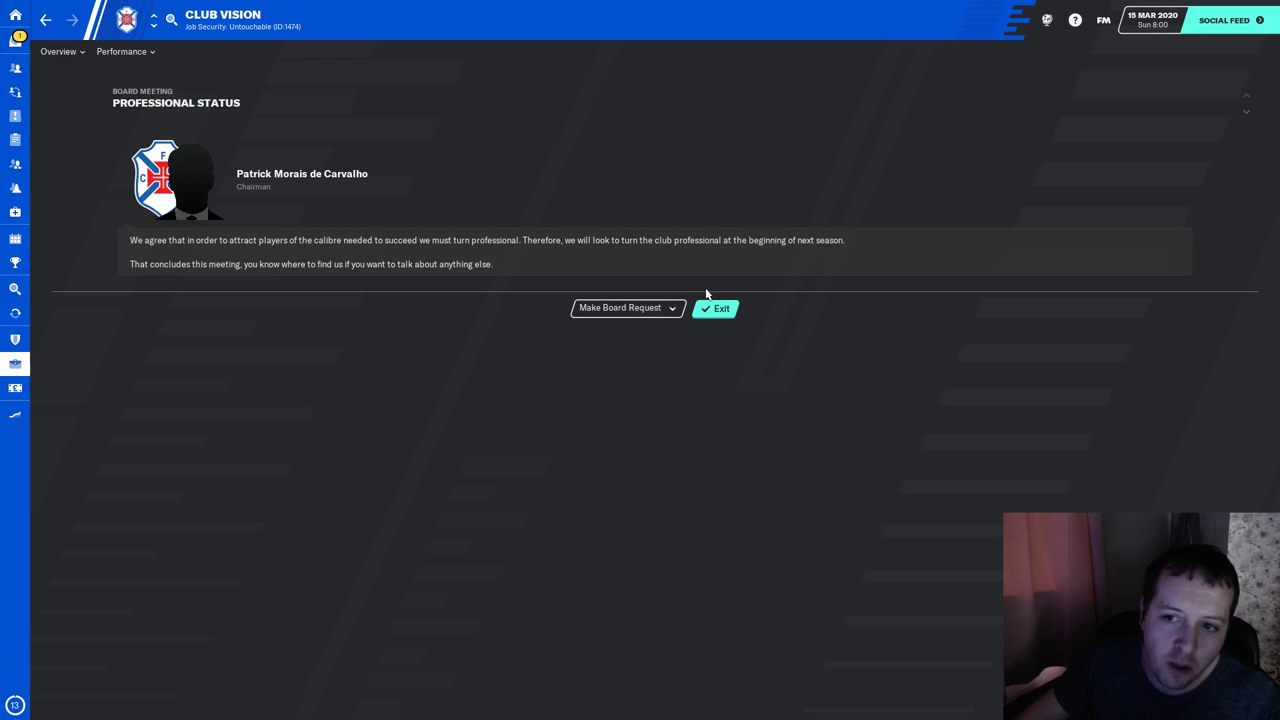 CLUB VISION
Job Security: Untouchable (ID:1474)
FM
15 MAR 2020
Sun 8:00
SOCIAL FEED
1
Overview
Performance
BOARD MEETING
PROFESSIONAL STATUS
F
C
Patrick Morais de Carvalho
Chairman
We agree that in order to attract players of the calibre needed to succeed we must turn professional. Therefore, we will look to turn the club professional at the beginning of next season.
That concludes this meeting, you know where to find us if you want to talk about anything else.
Make Board Request
Exit
13